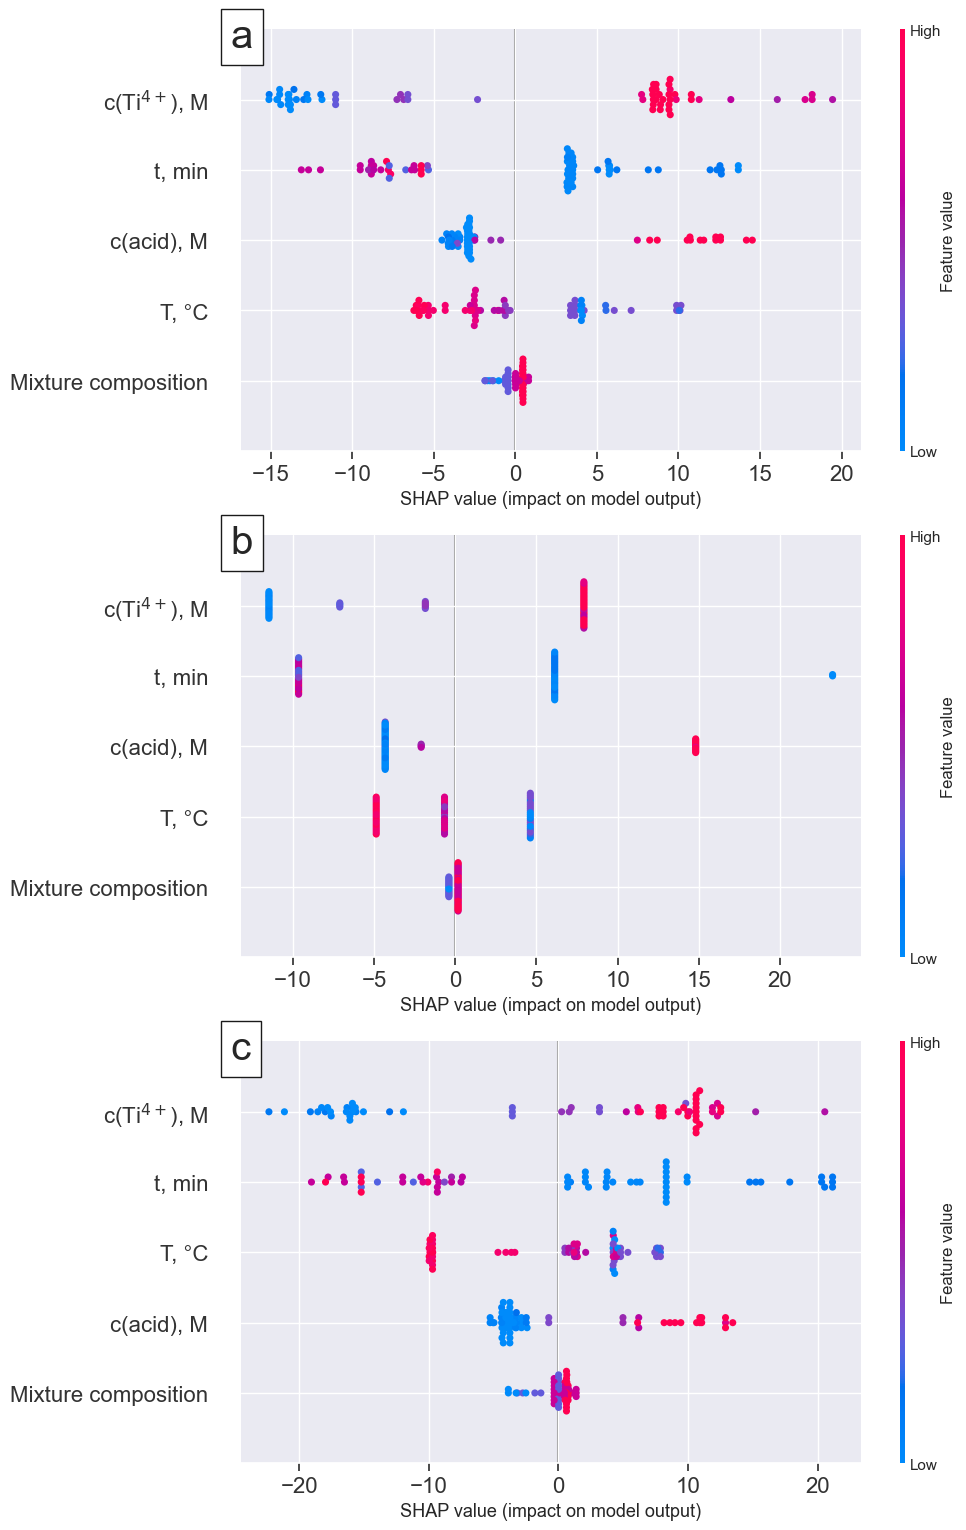 a
High
c(Ti⁴⁺), M
t, min
c(acid), M
T, °C
Mixture composition
Feature value
Low
−15 −10 −5 0 5 10 15 20
SHAP value (impact on model output)
b
High
c(Ti⁴⁺), M
t, min
c(acid), M
T, °C
Mixture composition
Feature value
Low
−10 −5 0 5 10 15 20
SHAP value (impact on model output)
c
High
c(Ti⁴⁺), M
t, min
T, °C
c(acid), M
Mixture composition
Feature value
Low
−20 −10 0 10 20
SHAP value (impact on model output)